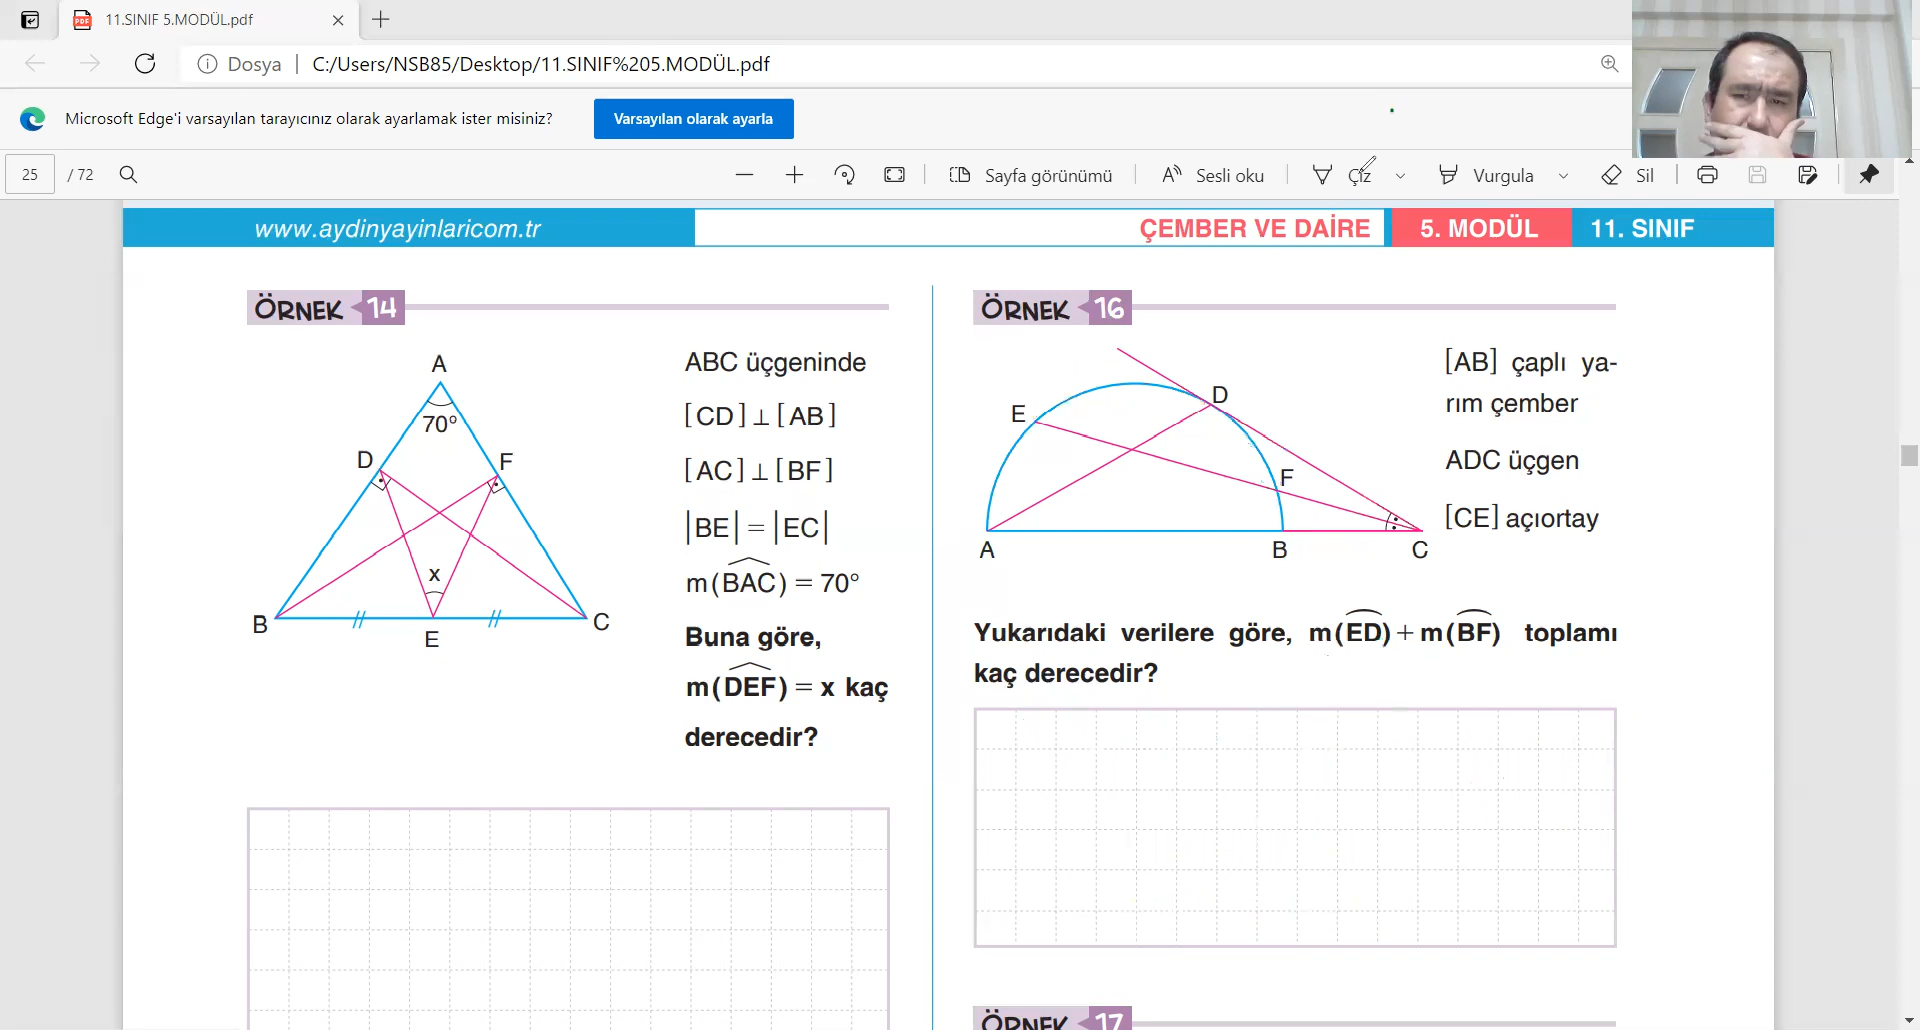 11.SINIF 5.MODÜL.pdf
Dosya | C:/Users/NSB85/Desktop/11.SINIF%205.MODÜL.pdf
Microsoft Edge'i varsayılan tarayıcınız olarak ayarlamak ister misiniz? Varsayılan olarak ayarla
25 / 72 Sayfa görünümü Sesli oku Çiz Vurgula Sil
www.aydinyayinlaricom.tr ÇEMBER VE DAİRE 5. MODÜL 11. SINIF
ÖRNEK 14
A
70°
D
F
x
B
E
C
ABC üçgeninde
[CD] ⊥ [AB]
[AC] ⊥ [BF]
|BE| = |EC|
m(BAC) = 70°
Buna göre,
m(DEF) = x kaç
derecedir?
ÖRNEK 16
D
E
F
A
B
C
[AB] çaplı ya-
rım çember
ADC üçgen
[CE] açıortay
Yukarıdaki verilere göre, m(ED) + m(BF) toplamı
kaç derecedir?
ÖRNEK 17